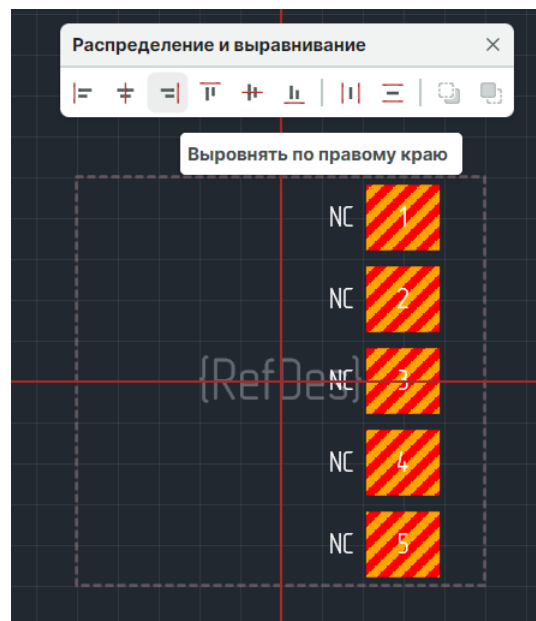 Распределение и выравнивание
Выровнять по правому краю
NC 1
NC 2
{RefDes}
NC 3
NC 4
NC 5